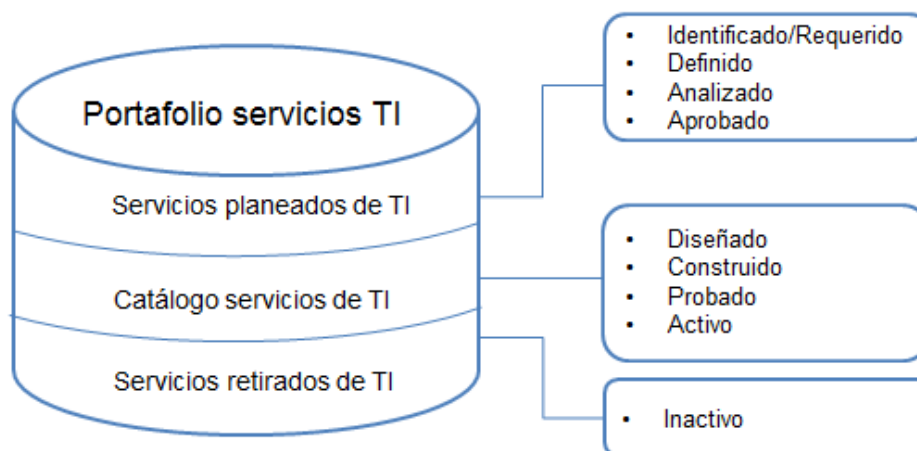 Portafolio servicios TI
Servicios planeados de TI
Catálogo servicios de TI
Servicios retirados de TI
• Identificado/Requerido
• Definido
• Analizado
• Aprobado
• Diseñado
• Construido
• Probado
• Activo
• Inactivo